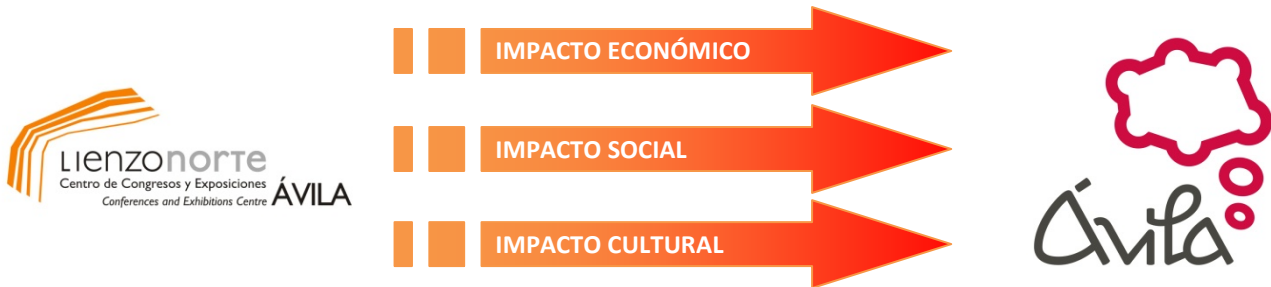 LIENZONORTE
Centro de Congresos y Exposiciones
Conferences and Exhibitions Centre ÁVILA
IMPACTO ECONÓMICO
IMPACTO SOCIAL
IMPACTO CULTURAL
Ávila